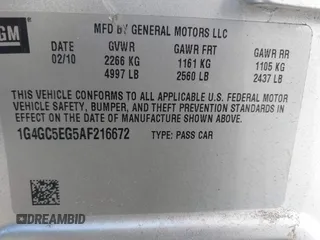 GM
MFD BY GENERAL MOTORS LLC
DATE GVWR GAWR FRT GAWR RR
02/10 2266 KG 1161 KG 1105 KG
4997 LB 2560 LB 2437 LB
THIS VEHICLE CONFORMS TO ALL APPLICABLE U.S. FEDERAL MOTOR
VEHICLE SAFETY, BUMPER, AND THEFT PREVENTION STANDARDS
IN EFFECT ON THE DATE OF MANUFACTURE SHOWN ABOVE.
1G4GC5EG5AF216672 TYPE: PASS CAR
DREAMBID